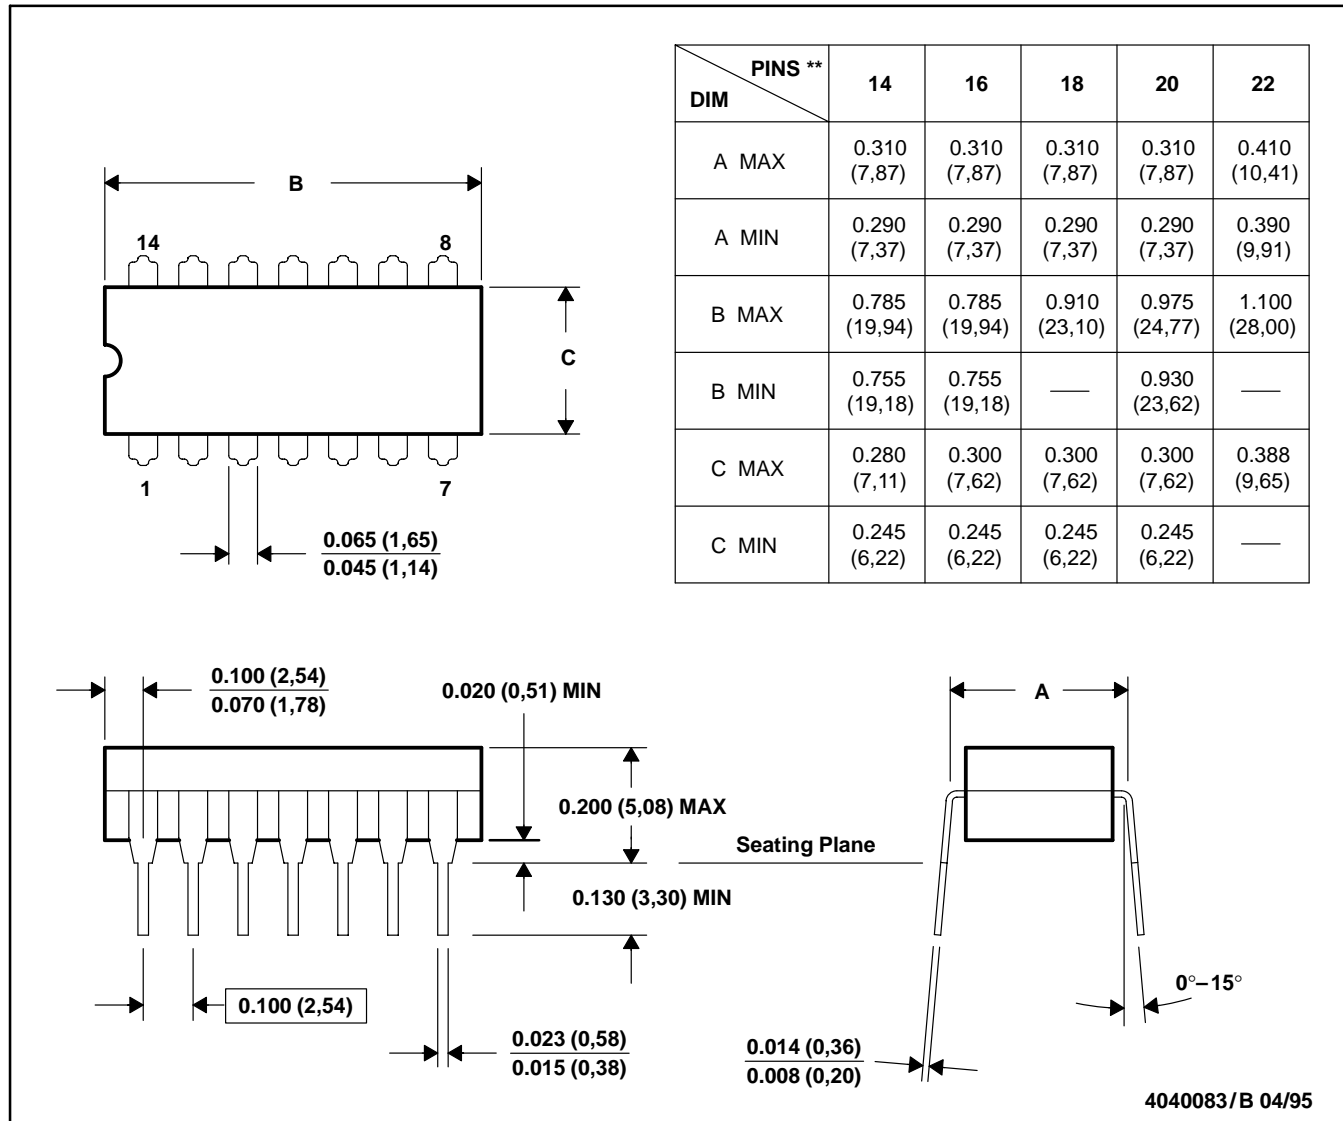 PINS **
DIM
14 16 18 20 22
A MAX 0.310 (7,87) 0.310 (7,87) 0.310 (7,87) 0.310 (7,87) 0.410 (10,41)
A MIN 0.290 (7,37) 0.290 (7,37) 0.290 (7,37) 0.290 (7,37) 0.390 (9,91)
B MAX 0.785 (19,94) 0.785 (19,94) 0.910 (23,10) 0.975 (24,77) 1.100 (28,00)
B MIN 0.755 (19,18) 0.755 (19,18) — 0.930 (23,62) —
C MAX 0.280 (7,11) 0.300 (7,62) 0.300 (7,62) 0.300 (7,62) 0.388 (9,65)
C MIN 0.245 (6,22) 0.245 (6,22) 0.245 (6,22) 0.245 (6,22) —
B
14 8
C
1 7
0.065 (1,65)
0.045 (1,14)
0.100 (2,54)
0.070 (1,78)
0.020 (0,51) MIN
A
0.200 (5,08) MAX
Seating Plane
0.130 (3,30) MIN
0.100 (2,54)
0°–15°
0.023 (0,58)
0.015 (0,38)
0.014 (0,36)
0.008 (0,20)
4040083/B 04/95